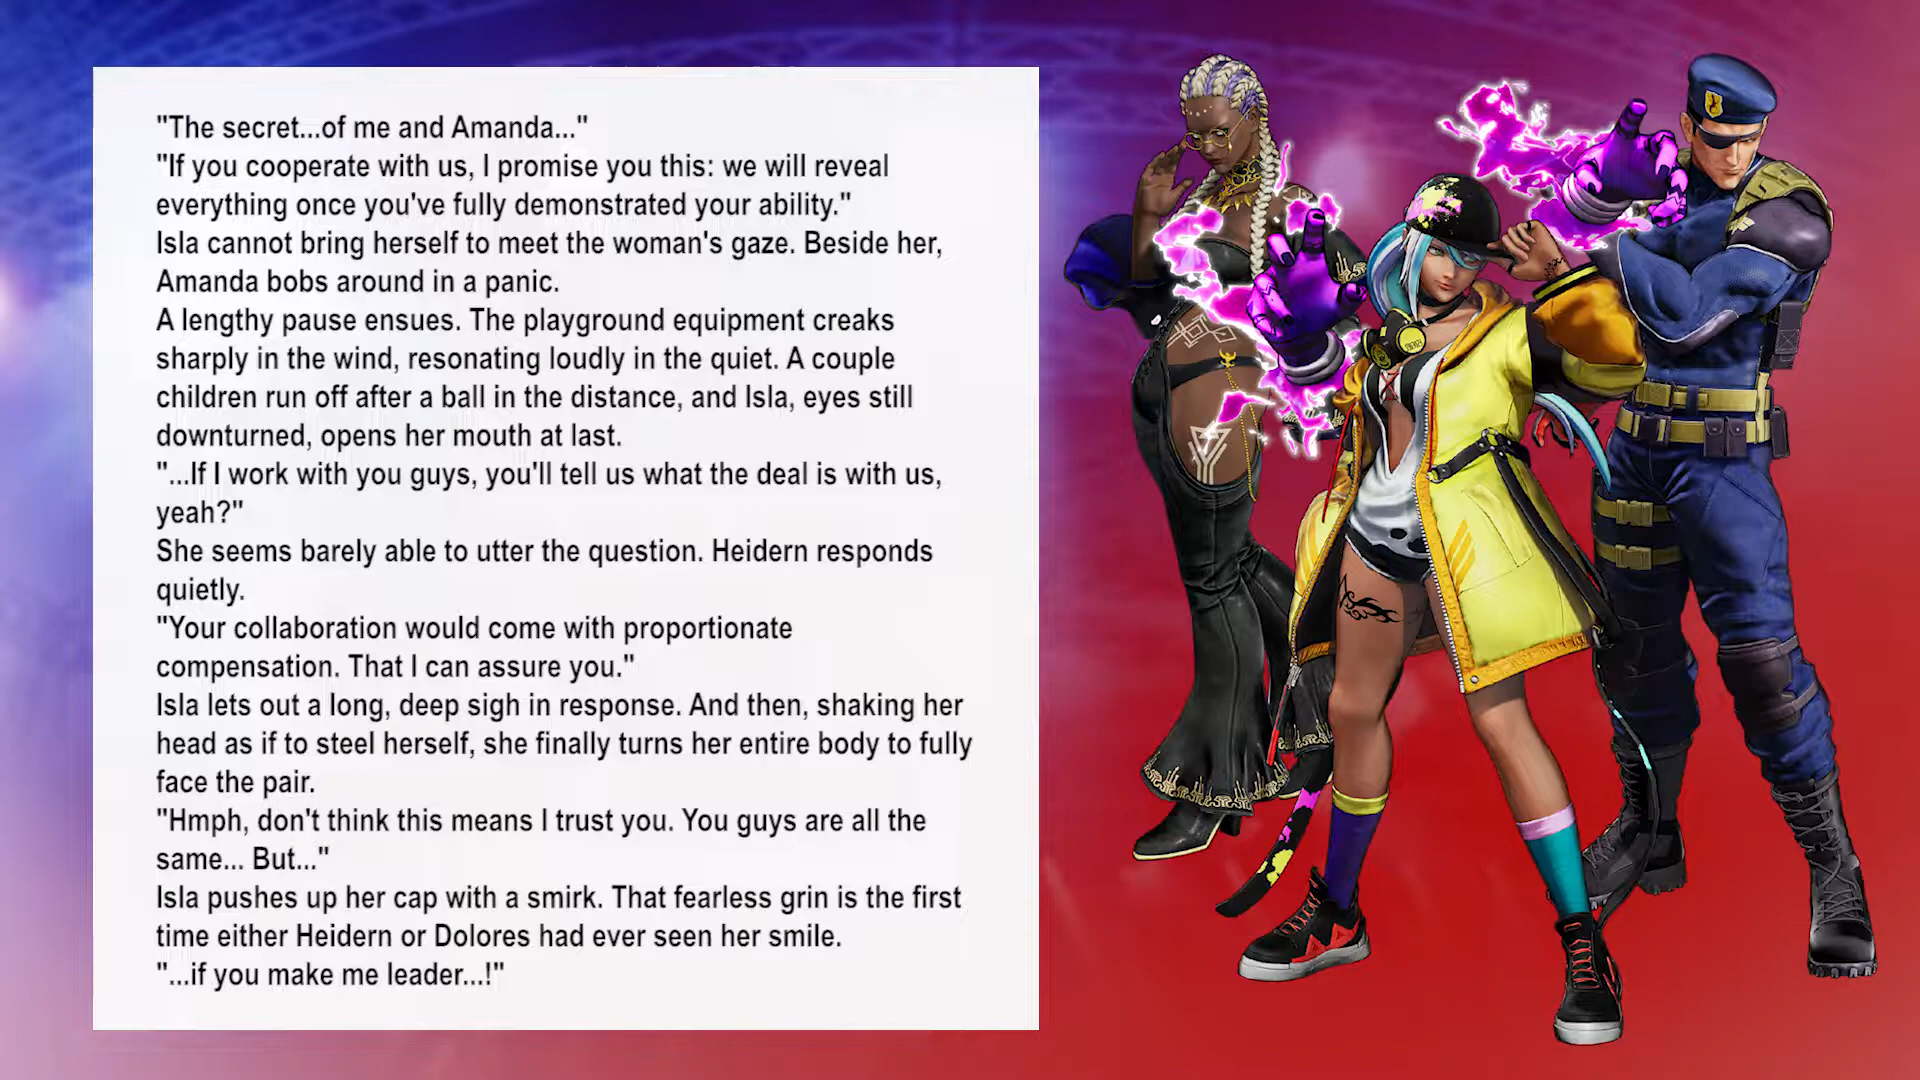 "The secret...of me and Amanda..."
"If you cooperate with us, I promise you this: we will reveal
everything once you've fully demonstrated your ability."
Isla cannot bring herself to meet the woman's gaze. Beside her,
Amanda bobs around in a panic.
A lengthy pause ensues. The playground equipment creaks
sharply in the wind, resonating loudly in the quiet. A couple
children run off after a ball in the distance, and Isla, eyes still
downturned, opens her mouth at last.
"...If I work with you guys, you'll tell us what the deal is with us,
yeah?"
She seems barely able to utter the question. Heidern responds
quietly.
"Your collaboration would come with proportionate
compensation. That I can assure you."
Isla lets out a long, deep sigh in response. And then, shaking her
head as if to steel herself, she finally turns her entire body to fully
face the pair.
"Hmph, don't think this means I trust you. You guys are all the
same... But..."
Isla pushes up her cap with a smirk. That fearless grin is the first
time either Heidern or Dolores had ever seen her smile.
"...if you make me leader...!"